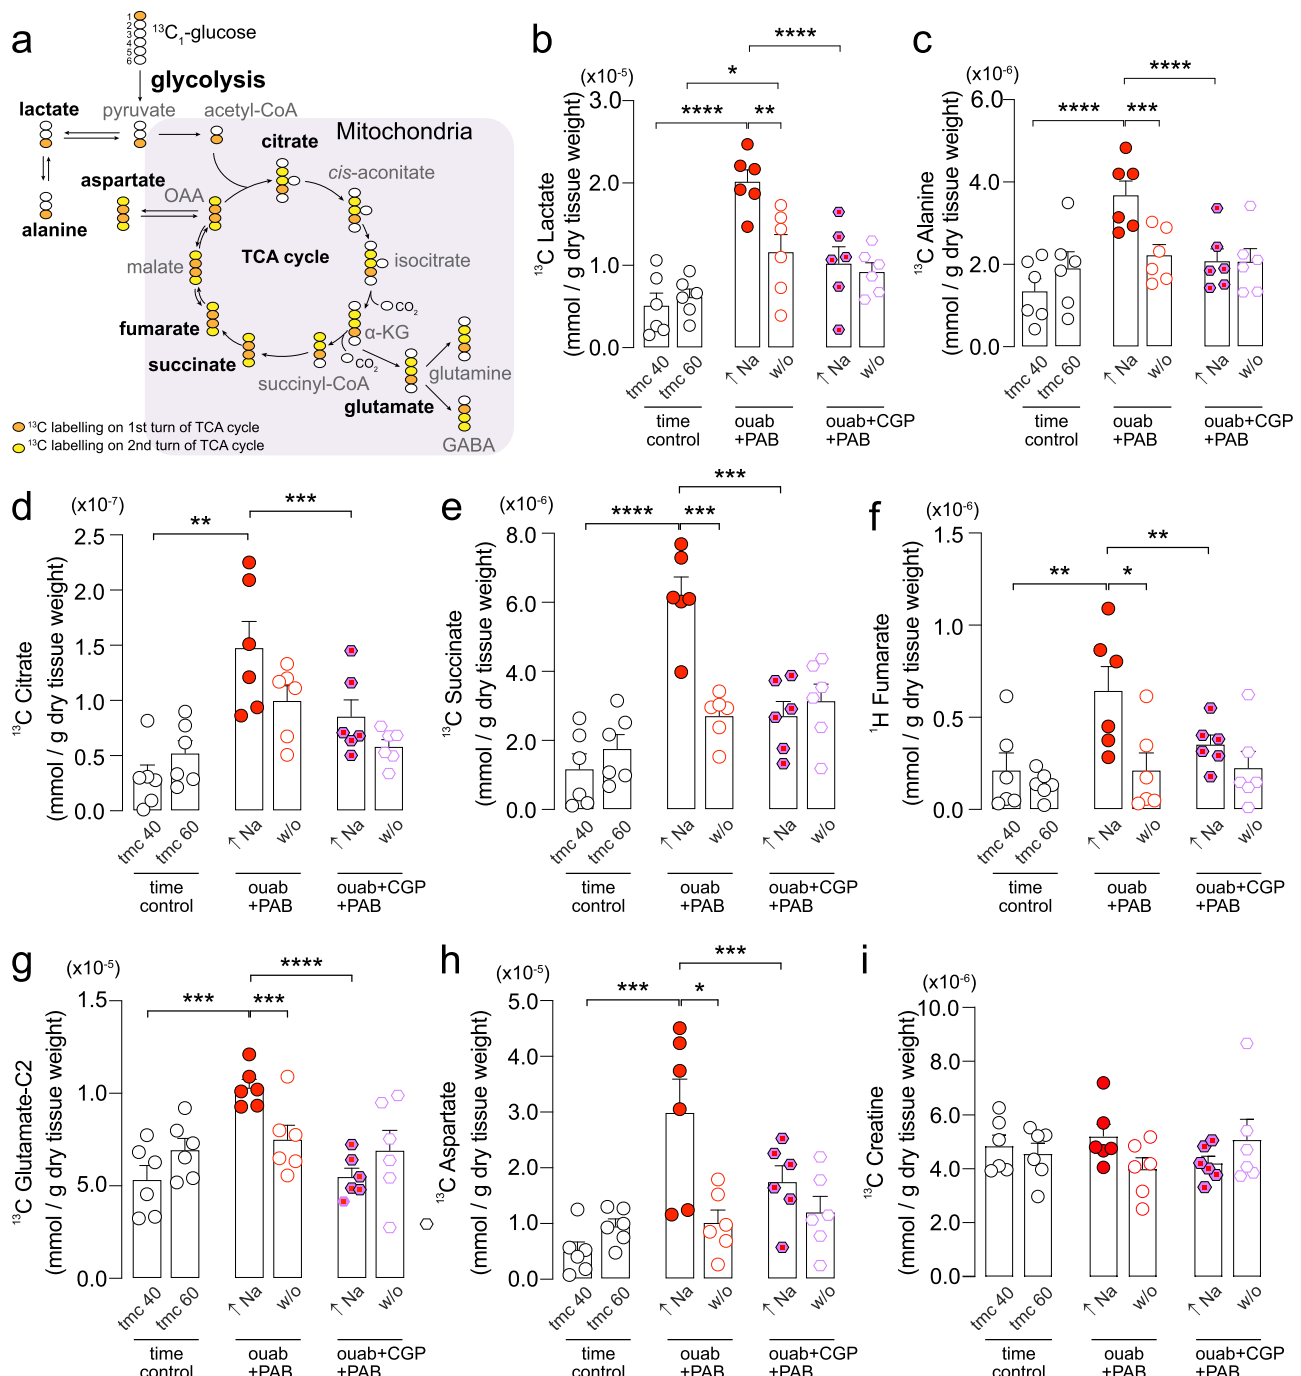 a
1
2
3
4
5
6
13C1-glucose
glycolysis
lactate
pyruvate
acetyl-CoA
Mitochondria
citrate
cis-aconitate
aspartate
OAA
alanine
TCA cycle
isocitrate
malate
CO2
fumarate
α-KG
succinate
CO2
succinyl-CoA
glutamine
glutamate
GABA
13C labelling on 1st turn of TCA cycle
13C labelling on 2nd turn of TCA cycle
b
(x10-5)
13C Lactate
(mmol / g dry tissue weight)
3.0
2.0
1.0
0.0
****
*
**** **
tmc 40
tmc 60
↑ Na
w/o
↑ Na
w/o
time control
ouab +PAB
ouab+CGP +PAB
c
(x10-6)
13C Alanine
(mmol / g dry tissue weight)
6.0
4.0
2.0
0.0
****
**** ***
tmc 40
tmc 60
↑ Na
w/o
↑ Na
w/o
time control
ouab +PAB
ouab+CGP +PAB
d
(x10-7)
13C Citrate
(mmol / g dry tissue weight)
2.5
2.0
1.5
1.0
0.5
0.0
***
**
tmc 40
tmc 60
↑ Na
w/o
↑ Na
w/o
time control
ouab +PAB
ouab+CGP +PAB
e
(x10-6)
13C Succinate
(mmol / g dry tissue weight)
8.0
6.0
4.0
2.0
0.0
***
**** ***
tmc 40
tmc 60
↑ Na
w/o
↑ Na
w/o
time control
ouab +PAB
ouab+CGP +PAB
f
(x10-6)
1H Fumarate
(mmol / g dry tissue weight)
1.5
1.0
0.5
0.0
**
** *
tmc 40
tmc 60
↑ Na
w/o
↑ Na
w/o
time control
ouab +PAB
ouab+CGP +PAB
g
(x10-5)
13C Glutamate-C2
(mmol / g dry tissue weight)
1.5
1.0
5.0
0.0
****
*** ***
tmc 40
tmc 60
↑ Na
w/o
↑ Na
w/o
time control
ouab +PAB
ouab+CGP +PAB
h
(x10-5)
13C Aspartate
(mmol / g dry tissue weight)
5.0
3.0
2.0
1.0
0.0
***
*** *
tmc 40
tmc 60
↑ Na
w/o
↑ Na
w/o
time control
ouab +PAB
ouab+CGP +PAB
i
(x10-6)
13C Creatine
(mmol / g dry tissue weight)
10.0
6.0
4.0
6.0
0.0
tmc 40
tmc 60
↑ Na
w/o
↑ Na
w/o
time control
ouab +PAB
ouab+CGP +PAB